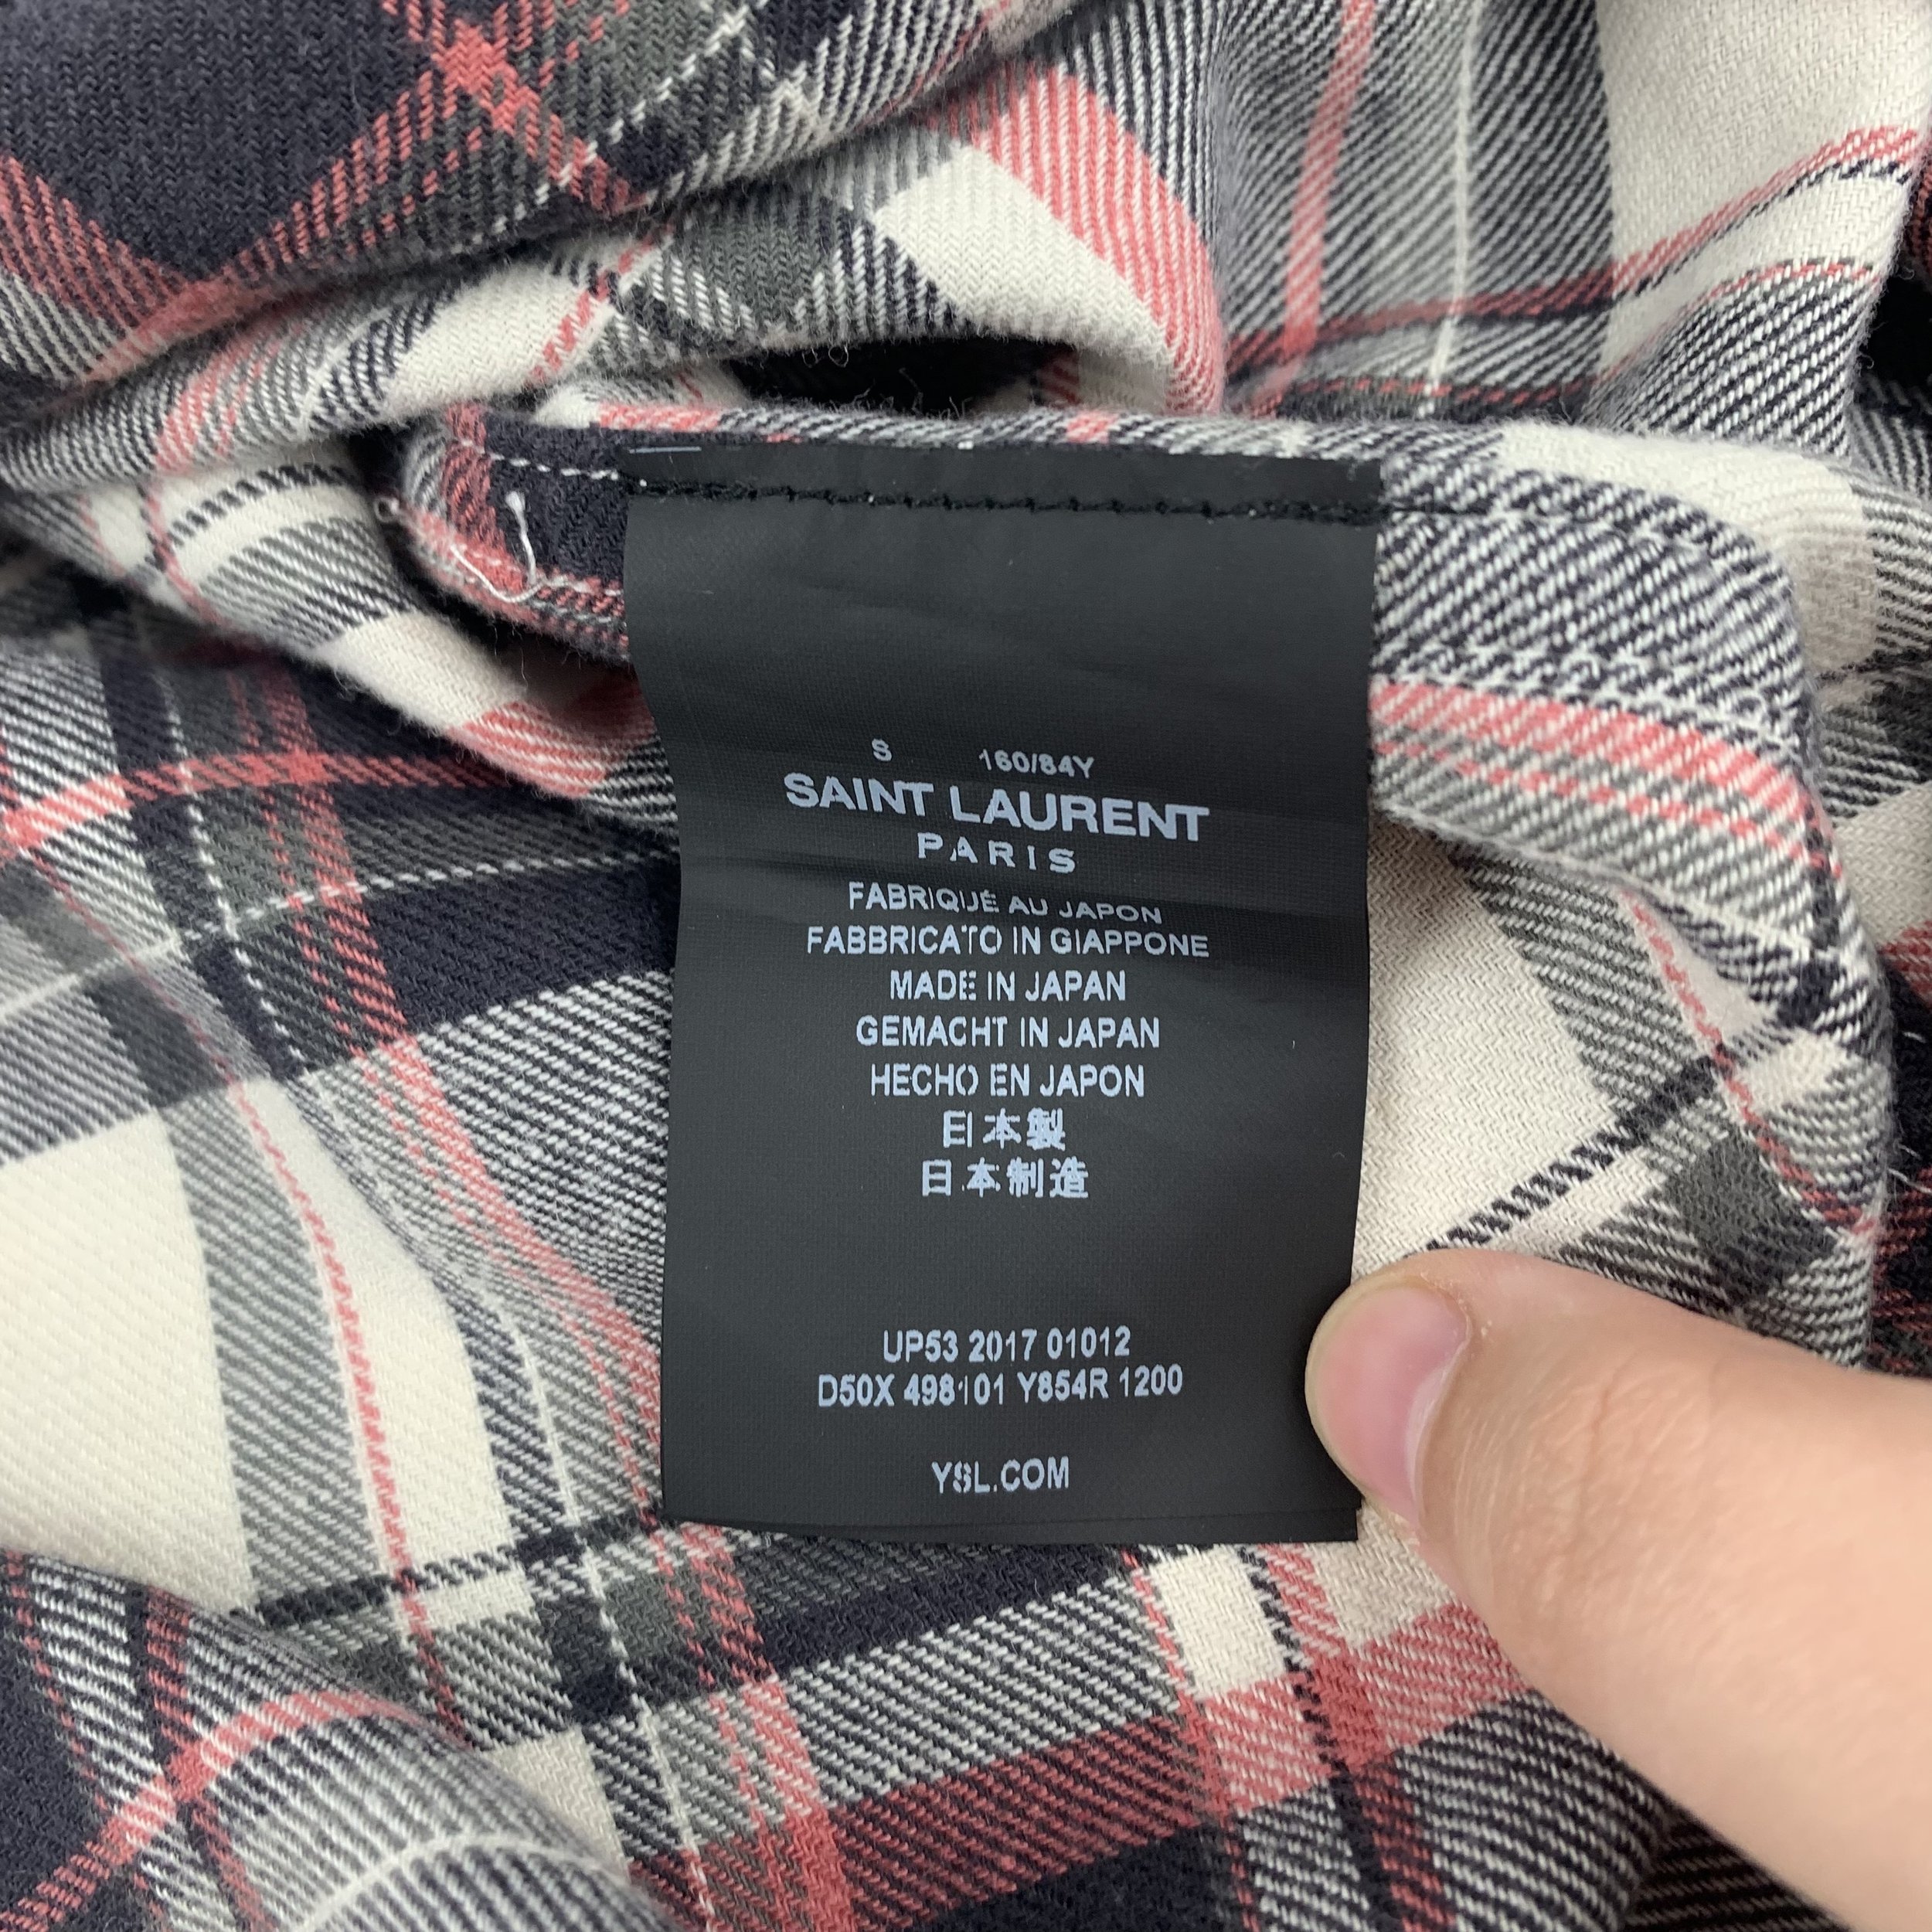 S 160/84Y
SAINT LAURENT
PARIS
FABRIQUÉ AU JAPON
FABBRICATO IN GIAPPONE
MADE IN JAPAN
GEMACHT IN JAPAN
HECHO EN JAPON
日本製
日本制造
UP53 2017 01012
D50X 498101 Y854R 1200
YSL.COM